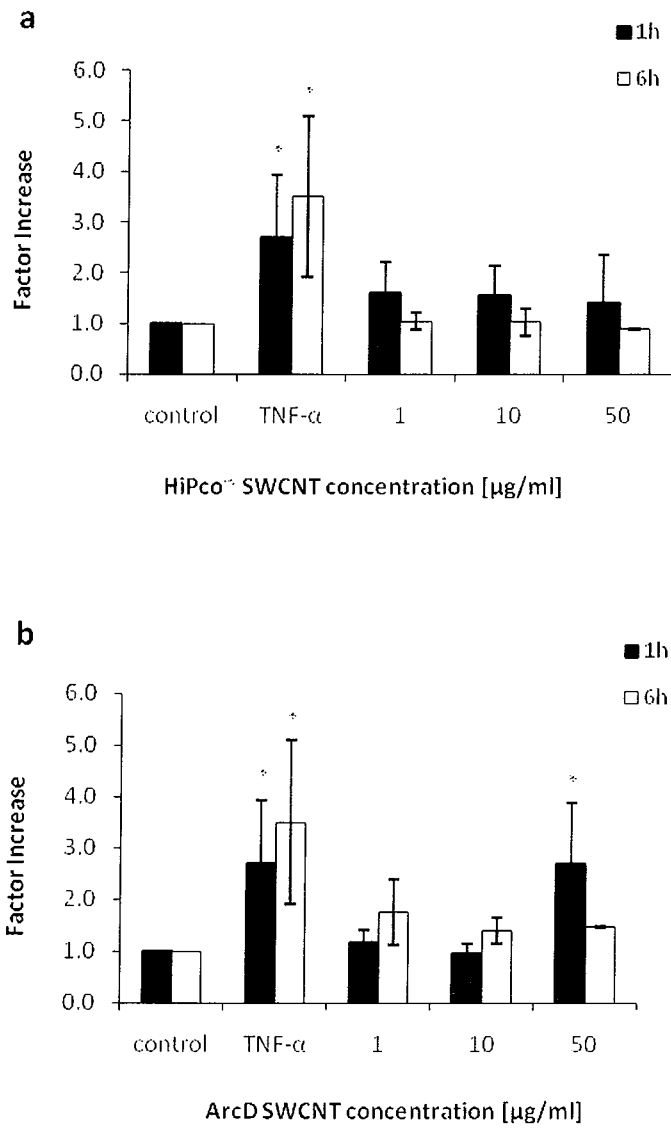 a
1h
6h
6.0
5.0
4.0
3.0
2.0
1.0
0.0
Factor Increase
* *
control TNF-α 1 10 50
HiPco™ SWCNT concentration [µg/ml]
b
1h
6h
6.0
5.0
4.0
3.0
2.0
1.0
0.0
Factor Increase
* * *
control TNF-α 1 10 50
ArcD SWCNT concentration [µg/ml]